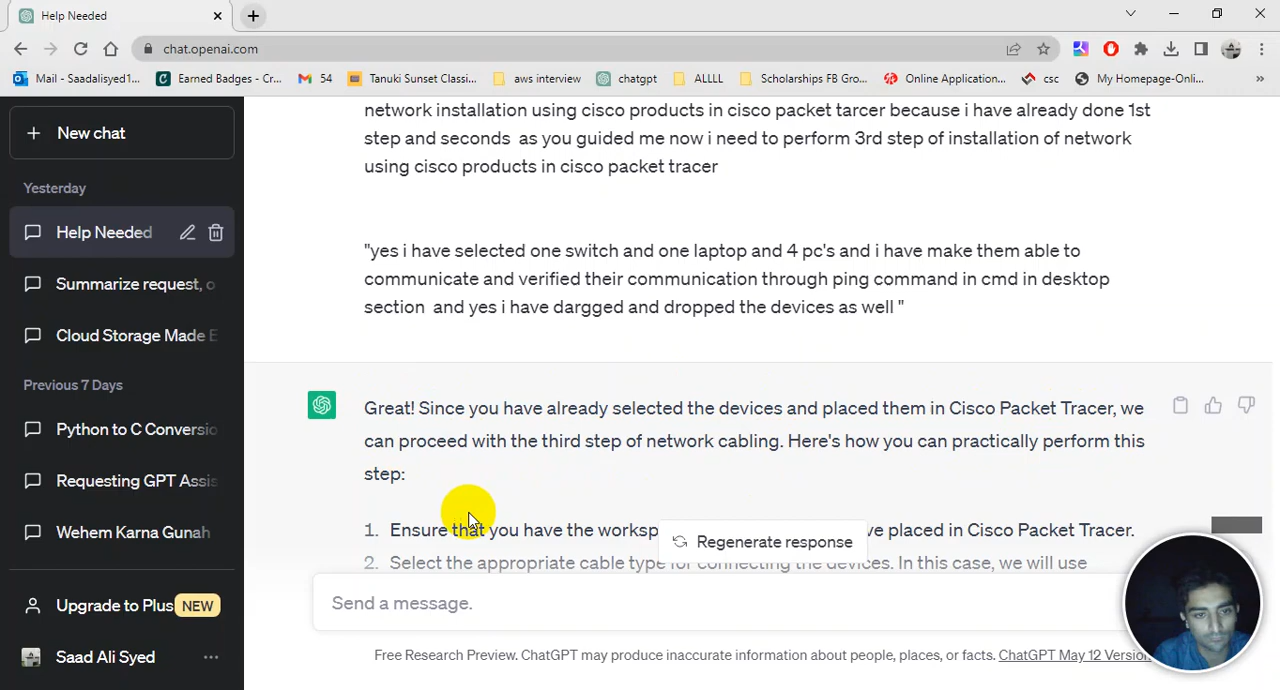 Help Needed
chat.openai.com
Mail - Saadalisyed1...
Earned Badges - Cr...
54
Tanuki Sunset Classi...
aws interview
chatgpt
ALLLL
Scholarships FB Gro...
Online Application...
csc
My Homepage-Onli...
»
New chat
Yesterday
Help Needed
Summarize request, o
Cloud Storage Made E
Previous 7 Days
Python to C Conversio
Requesting GPT Assis
Wehem Karna Gunah
Upgrade to Plus NEW
Saad Ali Syed
network installation using cisco products in cisco packet tarcer because i have already done 1st
step and seconds as you guided me now i need to perform 3rd step of installation of network
using cisco products in cisco packet tracer
"yes i have selected one switch and one laptop and 4 pc's and i have make them able to
communicate and verified their communication through ping command in cmd in desktop
section and yes i have dargged and dropped the devices as well "
Great! Since you have already selected the devices and placed them in Cisco Packet Tracer, we
can proceed with the third step of network cabling. Here's how you can practically perform this
step:
1. Ensure that you have the worksp ve placed in Cisco Packet Tracer.
Regenerate response
2. Select the appropriate cable type for connecting the devices. In this case, we will use
Send a message.
Free Research Preview. ChatGPT may produce inaccurate information about people, places, or facts. ChatGPT May 12 Version